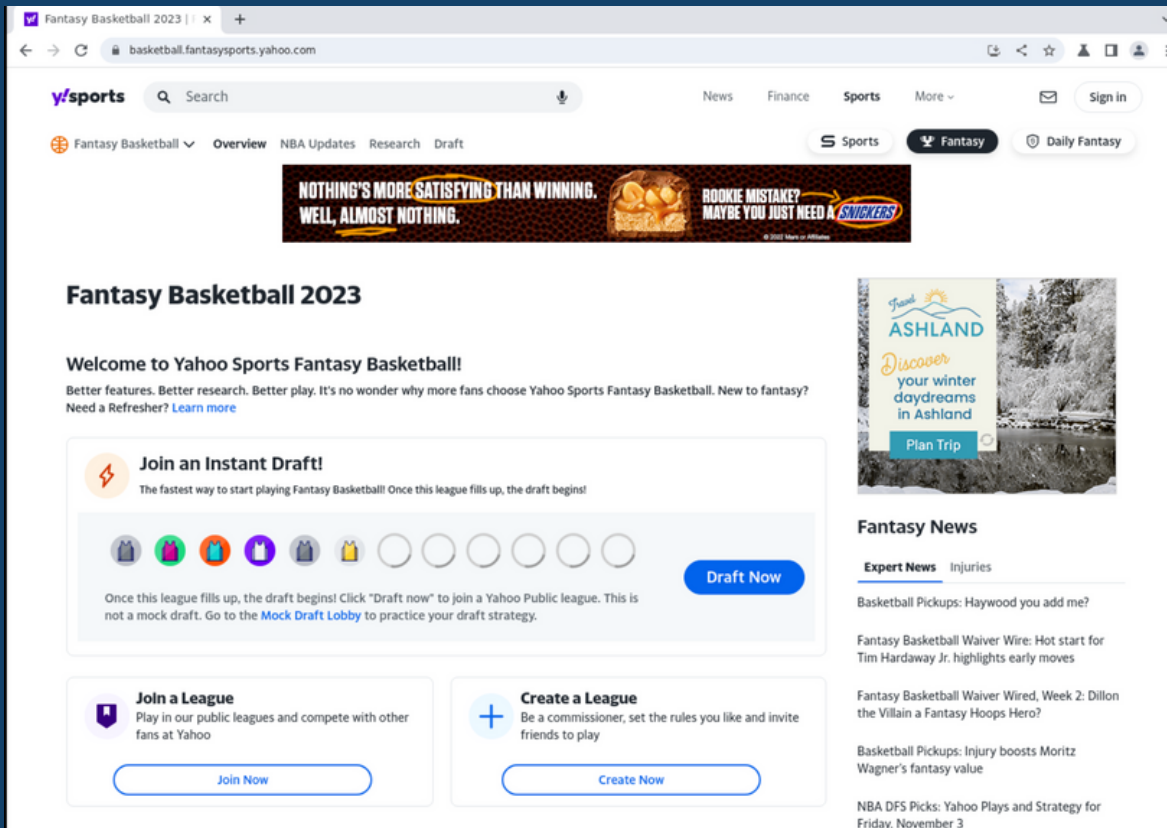 Fantasy Basketball 2023 |
basketball.fantasysports.yahoo.com
y!sports
Search
News
Finance
Sports
More
Sign in
Fantasy Basketball
Overview
NBA Updates
Research
Draft
Sports
Fantasy
Daily Fantasy
NOTHING'S MORE SATISFYING THAN WINNING.
WELL, ALMOST NOTHING.
ROOKIE MISTAKE?
MAYBE YOU JUST NEED A SNICKERS
© 2022 Mars or Affiliates
Fantasy Basketball 2023
Welcome to Yahoo Sports Fantasy Basketball!
Better features. Better research. Better play. It's no wonder why more fans choose Yahoo Sports Fantasy Basketball. New to fantasy?
Need a Refresher? Learn more
Join an Instant Draft!
The fastest way to start playing Fantasy Basketball! Once this league fills up, the draft begins!
Once this league fills up, the draft begins! Click "Draft now" to join a Yahoo Public league. This is
not a mock draft. Go to the Mock Draft Lobby to practice your draft strategy.
Draft Now
Join a League
Play in our public leagues and compete with other
fans at Yahoo
Join Now
Create a League
Be a commissioner, set the rules you like and invite
friends to play
Create Now
Travel
ASHLAND
Discover
your winter
daydreams
in Ashland
Plan Trip
Fantasy News
Expert News
Injuries
Basketball Pickups: Haywood you add me?
Fantasy Basketball Waiver Wire: Hot start for
Tim Hardaway Jr. highlights early moves
Fantasy Basketball Waiver Wired, Week 2: Dillon
the Villain a Fantasy Hoops Hero?
Basketball Pickups: Injury boosts Moritz
Wagner's fantasy value
NBA DFS Picks: Yahoo Plays and Strategy for
Friday, November 3